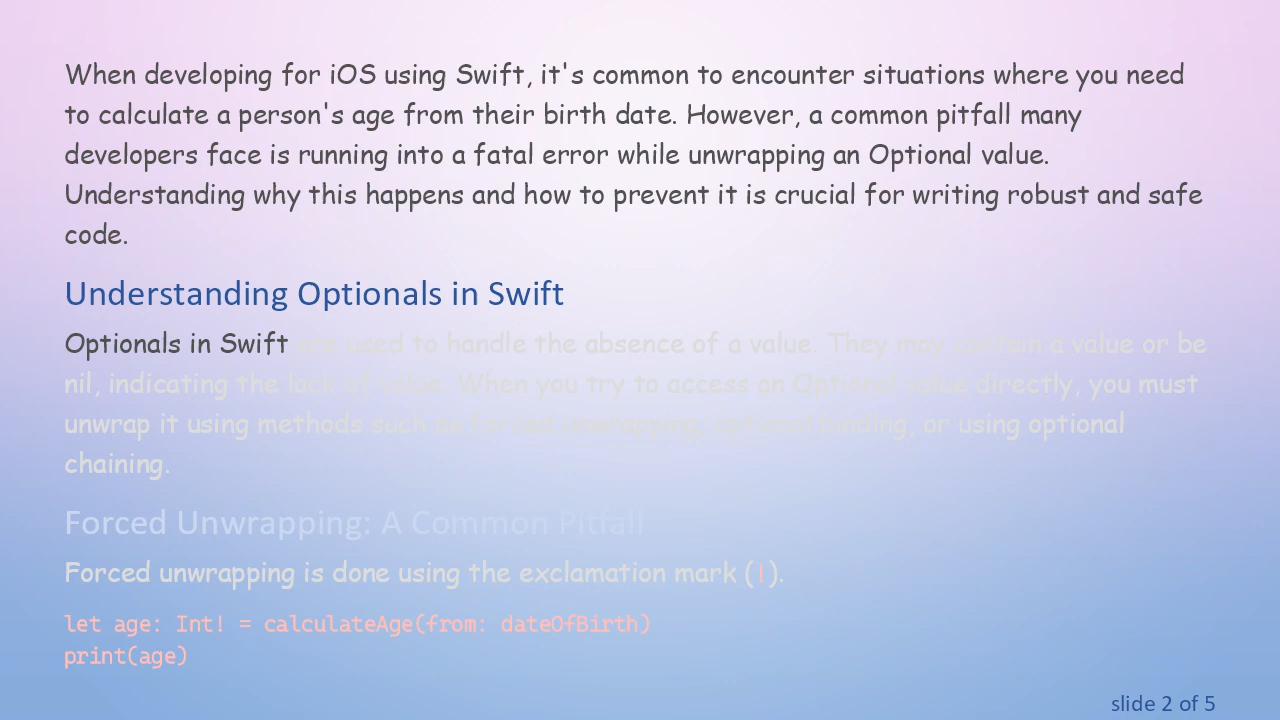 When developing for iOS using Swift, it's common to encounter situations where you need
to calculate a person's age from their birth date. However, a common pitfall many
developers face is running into a fatal error while unwrapping an Optional value.
Understanding why this happens and how to prevent it is crucial for writing robust and safe
code.
Understanding Optionals in Swift
Optionals in Swift are used to handle the absence of a value. They may contain a value or be
nil, indicating the lack of value. When you try to access an Optional value directly, you must
unwrap it using methods such as forced unwrapping, optional binding, or using optional
chaining.
Forced Unwrapping: A Common Pitfall
Forced unwrapping is done using the exclamation mark (!).
let age: Int! = calculateAge(from: dateOfBirth)
print(age)
slide 2 of 5